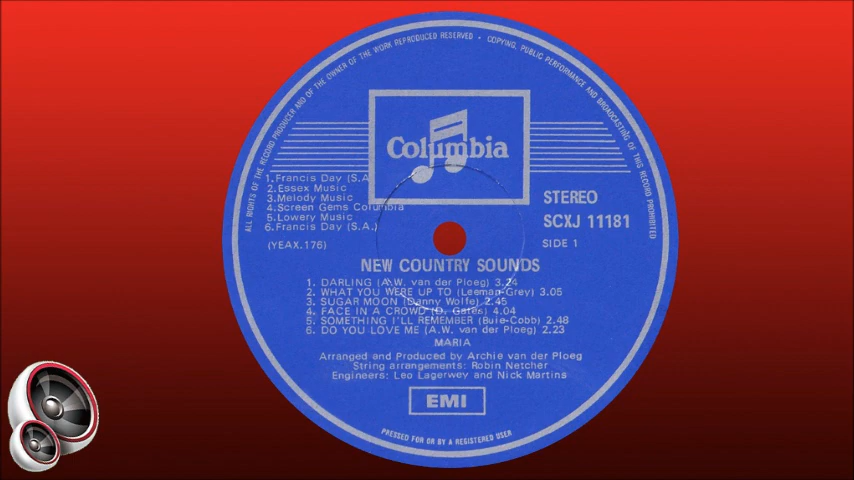 ALL RIGHTS OF THE RECORD PRODUCER AND OF THE OWNER OF THE WORK REPRODUCED RESERVED • COPYING, PUBLIC PERFORMANCE AND BROADCASTING OF THIS RECORD PROHIBITED
Columbia
1.Francis Day (S.A
2.Essex Music
3.Melody Music
4.Screen Gems Columbia
5.Lowery Music
6.Francis Day (S.A.)
(YEAX.176)
STEREO
SCXJ 11181
SIDE 1
NEW COUNTRY SOUNDS
1. DARLING (A.W. van der Ploeg) 3.24
2. WHAT YOU WERE UP TO (Leeman-Grey) 3.05
3. SUGAR MOON (Danny Wolfe) 2.45
4. FACE IN A CROWD (D. Gates) 4.04
5. SOMETHING I'LL REMEMBER (Buie-Cobb) 2.48
6. DO YOU LOVE ME (A.W. van der Ploeg) 2.23
MARIA
Arranged and Produced by Archie van der Ploeg
String arrangements: Robin Netcher
Engineers: Leo Lagerwey and Nick Martins
EMI
PRESSED FOR OR BY A REGISTERED USER